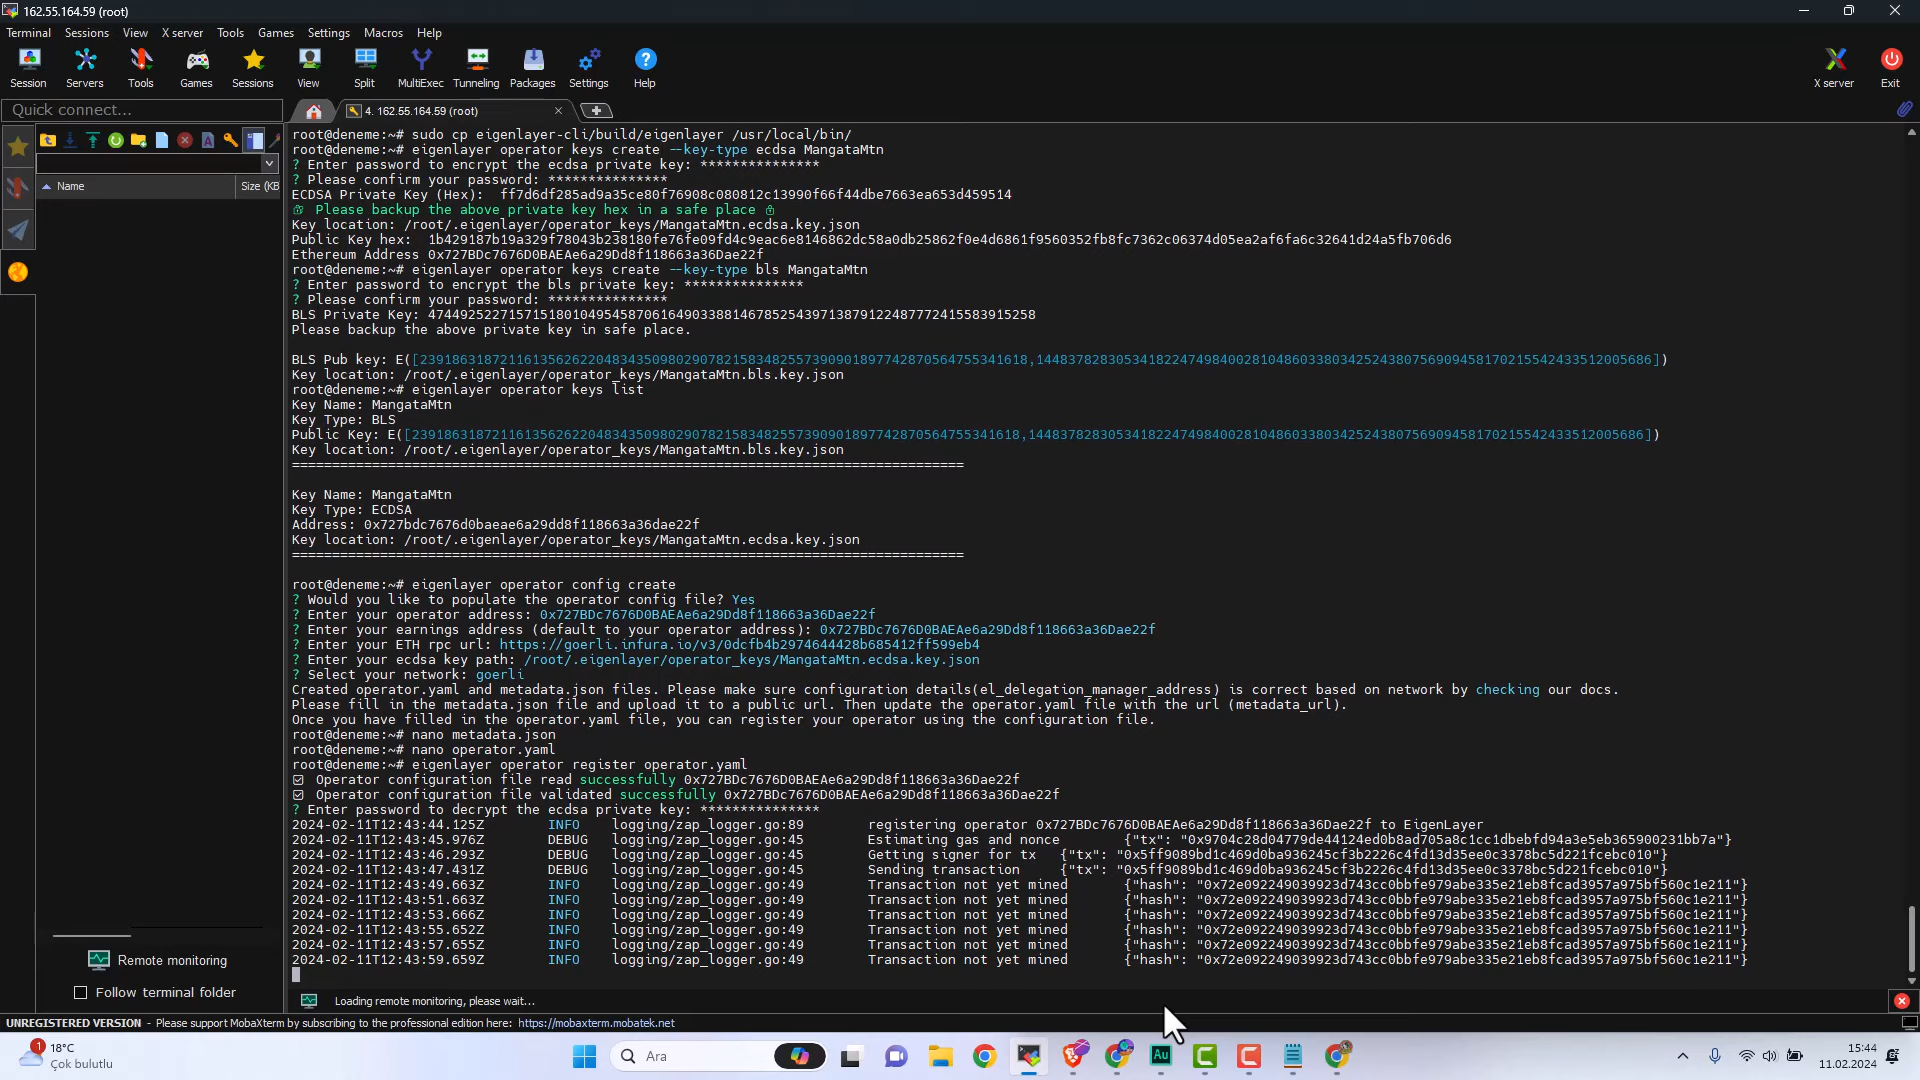 162.55.164.59 (root)
Terminal Sessions View X server Tools Games Settings Macros Help
Session Servers Tools Games Sessions View Split MultiExec Tunneling Packages Settings Help X server Exit
Quick connect...
4. 162.55.164.59 (root)
Name Size (KB
root@deneme:~# sudo cp eigenlayer-cli/build/eigenlayer /usr/local/bin/
root@deneme:~# eigenlayer operator keys create --key-type ecdsa MangataMtn
? Enter password to encrypt the ecdsa private key: ***************
? Please confirm your password: ***************
ECDSA Private Key (Hex):  ff7d6df285ad9a35ce80f76908c080812c13990f66f44dbe7663ea653d459514
Please backup the above private key hex in a safe place
Key location: /root/.eigenlayer/operator_keys/MangataMtn.ecdsa.key.json
Public Key hex:  1b429187b19a329f78043b238180fe76fe09fd4c9eac6e8146862dc58a0db25862f0e4d6861f9560352fb8fc7362c06374d05ea2af6fa6c32641d24a5fb706d6
Ethereum Address 0x727BDc7676D0BAEAe6a29Dd8f118663a36Dae22f
root@deneme:~# eigenlayer operator keys create --key-type bls MangataMtn
? Enter password to encrypt the bls private key: ***************
? Please confirm your password: ***************
BLS Private Key: 4744925227157151801049545870616490338814678525439713879122487772415583915258
Please backup the above private key in safe place.
BLS Pub key: E([2391863187211613562622048343509802907821583482557390901897742870564755341618,14483782830534182247498400281048603380342524380756909458170215542433512005686])
Key location: /root/.eigenlayer/operator_keys/MangataMtn.bls.key.json
root@deneme:~# eigenlayer operator keys list
Key Name: MangataMtn
Key Type: BLS
Public Key: E([2391863187211613562622048343509802907821583482557390901897742870564755341618,14483782830534182247498400281048603380342524380756909458170215542433512005686])
Key location: /root/.eigenlayer/operator_keys/MangataMtn.bls.key.json
====================================================================================
Key Name: MangataMtn
Key Type: ECDSA
Address: 0x727bdc7676d0baeae6a29dd8f118663a36dae22f
Key location: /root/.eigenlayer/operator_keys/MangataMtn.ecdsa.key.json
====================================================================================
root@deneme:~# eigenlayer operator config create
? Would you like to populate the operator config file? Yes
? Enter your operator address: 0x727BDc7676D0BAEAe6a29Dd8f118663a36Dae22f
? Enter your earnings address (default to your operator address): 0x727BDc7676D0BAEAe6a29Dd8f118663a36Dae22f
? Enter your ETH rpc url: https://goerli.infura.io/v3/0dcfb4b2974644428b685412ff599eb4
? Enter your ecdsa key path: /root/.eigenlayer/operator_keys/MangataMtn.ecdsa.key.json
? Select your network: goerli
Created operator.yaml and metadata.json files. Please make sure configuration details(el_delegation_manager_address) is correct based on network by checking our docs.
Please fill in the metadata.json file and upload it to a public url. Then update the operator.yaml file with the url (metadata_url).
Once you have filled in the operator.yaml file, you can register your operator using the configuration file.
root@deneme:~# nano metadata.json
root@deneme:~# nano operator.yaml
root@deneme:~# eigenlayer operator register operator.yaml
☑ Operator configuration file read successfully 0x727BDc7676D0BAEAe6a29Dd8f118663a36Dae22f
☑ Operator configuration file validated successfully 0x727BDc7676D0BAEAe6a29Dd8f118663a36Dae22f
? Enter password to decrypt the ecdsa private key: ***************
2024-02-11T12:43:44.125Z INFO logging/zap_logger.go:89 registering operator 0x727BDc7676D0BAEAe6a29Dd8f118663a36Dae22f to EigenLayer
2024-02-11T12:43:45.976Z DEBUG logging/zap_logger.go:45 Estimating gas and nonce {"tx": "0x9704c28d04779de44124ed0b8ad705a8c1cc1dbebfd94a3e5eb365900231bb7a"}
2024-02-11T12:43:46.293Z DEBUG logging/zap_logger.go:45 Getting signer for tx {"tx": "0x5ff9089bd1c469d0ba936245cf3b2226c4fd13d35ee0c3378bc5d221fcebc010"}
2024-02-11T12:43:47.431Z DEBUG logging/zap_logger.go:45 Sending transaction {"tx": "0x5ff9089bd1c469d0ba936245cf3b2226c4fd13d35ee0c3378bc5d221fcebc010"}
2024-02-11T12:43:49.663Z INFO logging/zap_logger.go:49 Transaction not yet mined {"hash": "0x72e092249039923d743cc0bbfe979abe335e21eb8fcad3957a975bf560c1e211"}
2024-02-11T12:43:51.663Z INFO logging/zap_logger.go:49 Transaction not yet mined {"hash": "0x72e092249039923d743cc0bbfe979abe335e21eb8fcad3957a975bf560c1e211"}
2024-02-11T12:43:53.666Z INFO logging/zap_logger.go:49 Transaction not yet mined {"hash": "0x72e092249039923d743cc0bbfe979abe335e21eb8fcad3957a975bf560c1e211"}
2024-02-11T12:43:55.652Z INFO logging/zap_logger.go:49 Transaction not yet mined {"hash": "0x72e092249039923d743cc0bbfe979abe335e21eb8fcad3957a975bf560c1e211"}
2024-02-11T12:43:57.655Z INFO logging/zap_logger.go:49 Transaction not yet mined {"hash": "0x72e092249039923d743cc0bbfe979abe335e21eb8fcad3957a975bf560c1e211"}
2024-02-11T12:43:59.659Z INFO logging/zap_logger.go:49 Transaction not yet mined {"hash": "0x72e092249039923d743cc0bbfe979abe335e21eb8fcad3957a975bf560c1e211"}
Remote monitoring
Follow terminal folder
Loading remote monitoring, please wait...
UNREGISTERED VERSION - Please support MobaXterm by subscribing to the professional edition here: https://mobaxterm.mobatek.net
1
18°C
Çok bulutlu
Ara
Au
15:44
11.02.2024